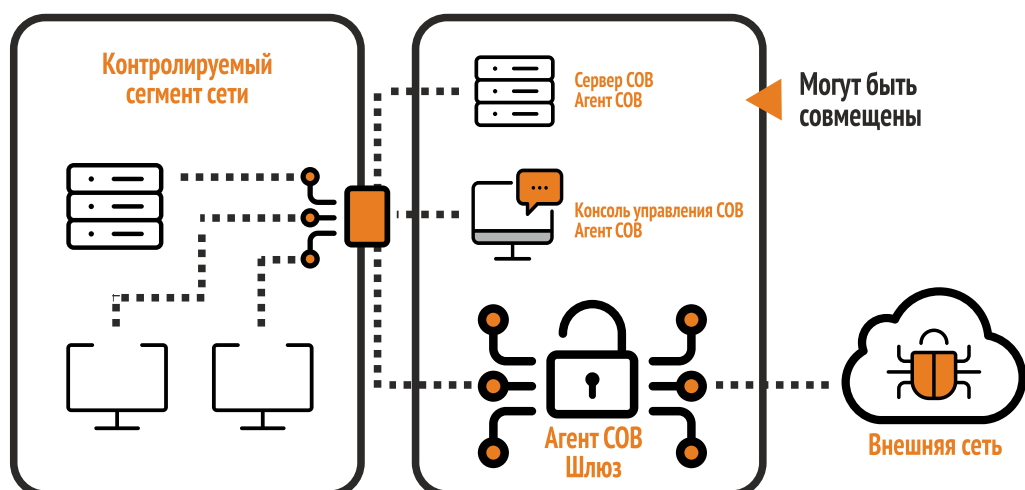 Контролируемый
сегмент сети
Сервер СОВ
Агент СОВ
Могут быть
совмещены
Консоль управления СОВ
Агент СОВ
Агент СОВ
Шлюз
Внешняя сеть